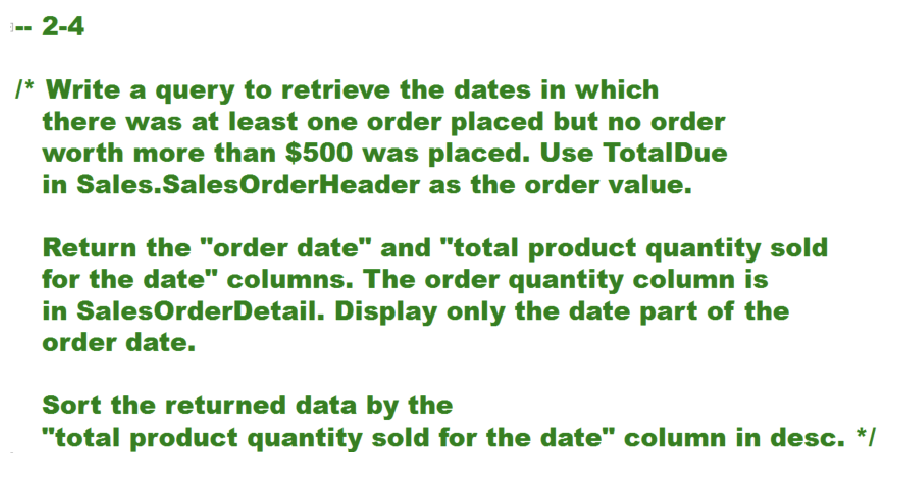 -- 2-4
/* Write a query to retrieve the dates in which
there was at least one order placed but no order
worth more than $500 was placed. Use TotalDue
in Sales.SalesOrderHeader as the order value.
Return the "order date" and "total product quantity sold
for the date" columns. The order quantity column is
in SalesOrderDetail. Display only the date part of the
order date.
Sort the returned data by the
"total product quantity sold for the date" column in desc. */